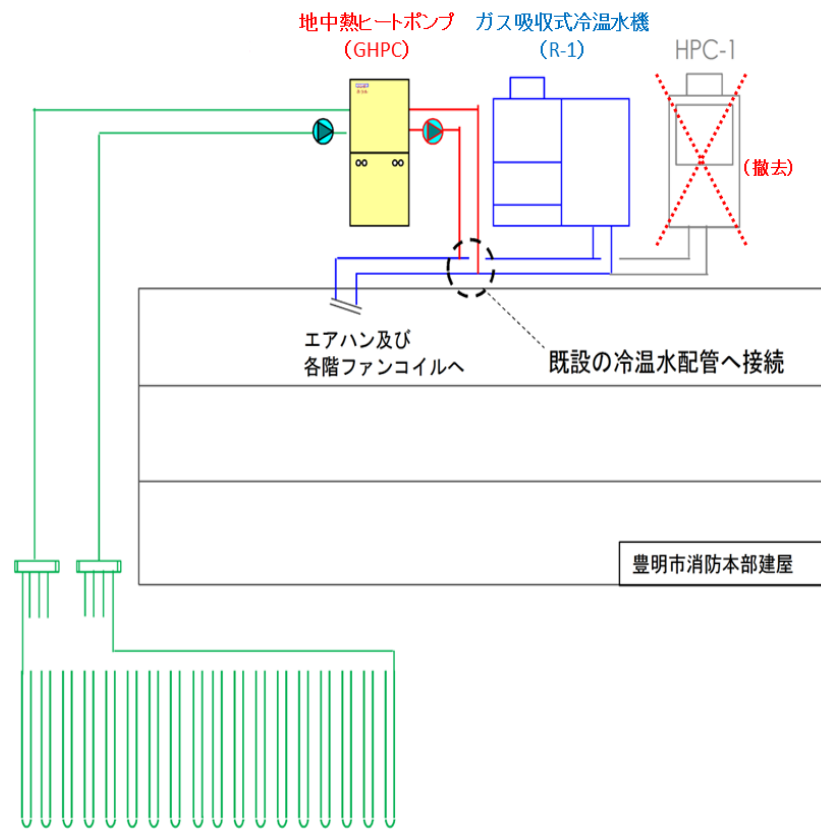 地中熱ヒートポンプ
（GHPC）
ガス吸収式冷温水機
（R-1）
HPC-1
（撤去）
エアハン及び
各階ファンコイルへ
既設の冷温水配管へ接続
豊明市消防本部建屋